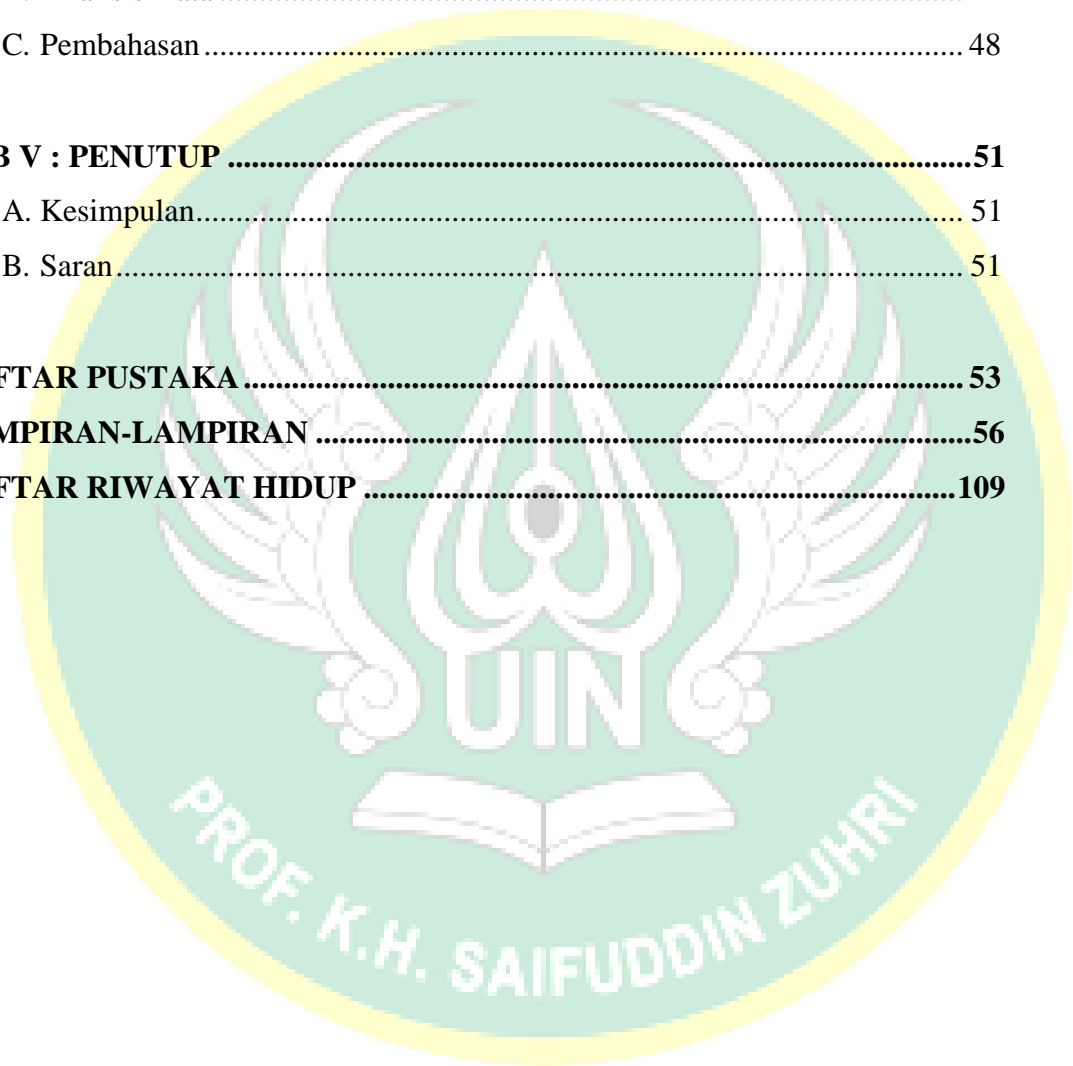 C. Pembahasan ........ 48
B V : PENUTUP ........ 51
A. Kesimpulan ........ 51
B. Saran ........ 51
FTAR PUSTAKA ........ 53
MPIRAN-LAMPIRAN ........ 56
FTAR RIWAYAT HIDUP ........ 109
UIN
PROF. K.H. SAIFUDDIN ZUHRI